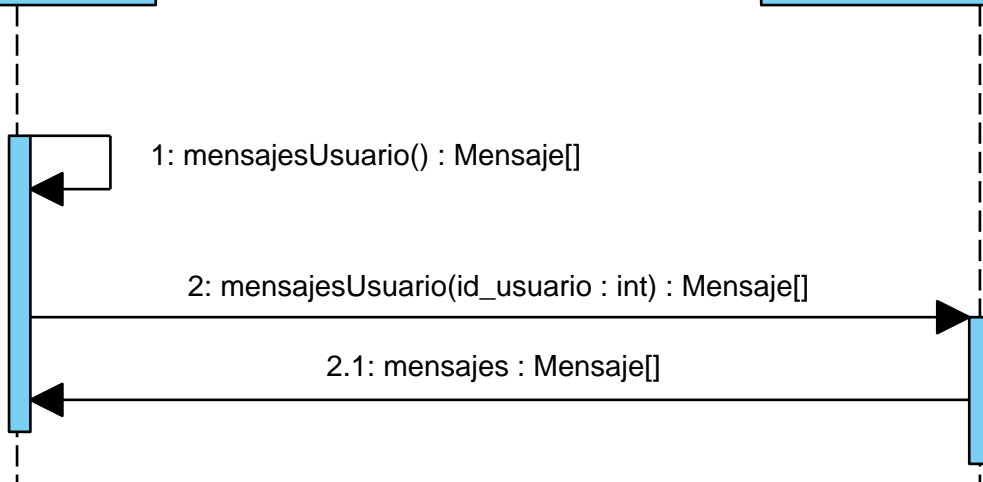 1: mensajesUsuario() : Mensaje[]
2: mensajesUsuario(id_usuario : int) : Mensaje[]
2.1: mensajes : Mensaje[]